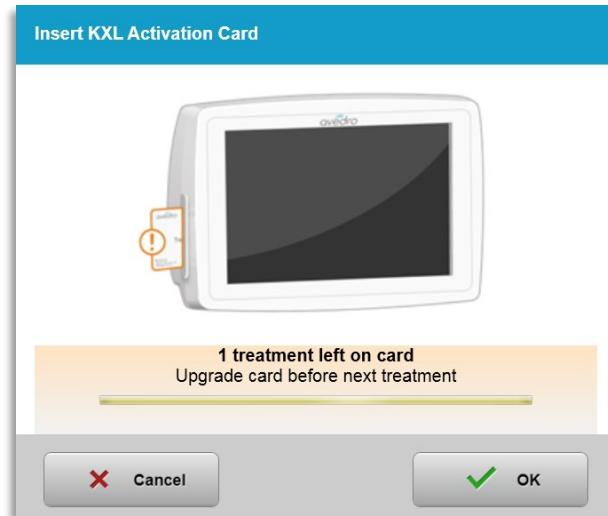 Insert KXL Activation Card
avedro
1 treatment left on card
Upgrade card before next treatment
Cancel
OK